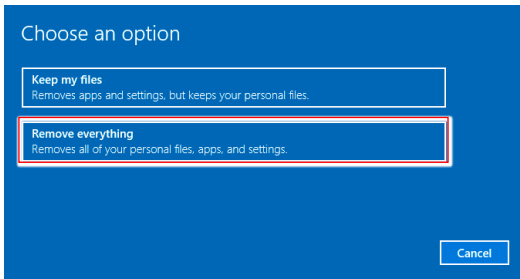 Choose an option
Keep my files
Removes apps and settings, but keeps your personal files.
Remove everything
Removes all of your personal files, apps, and settings.
Cancel